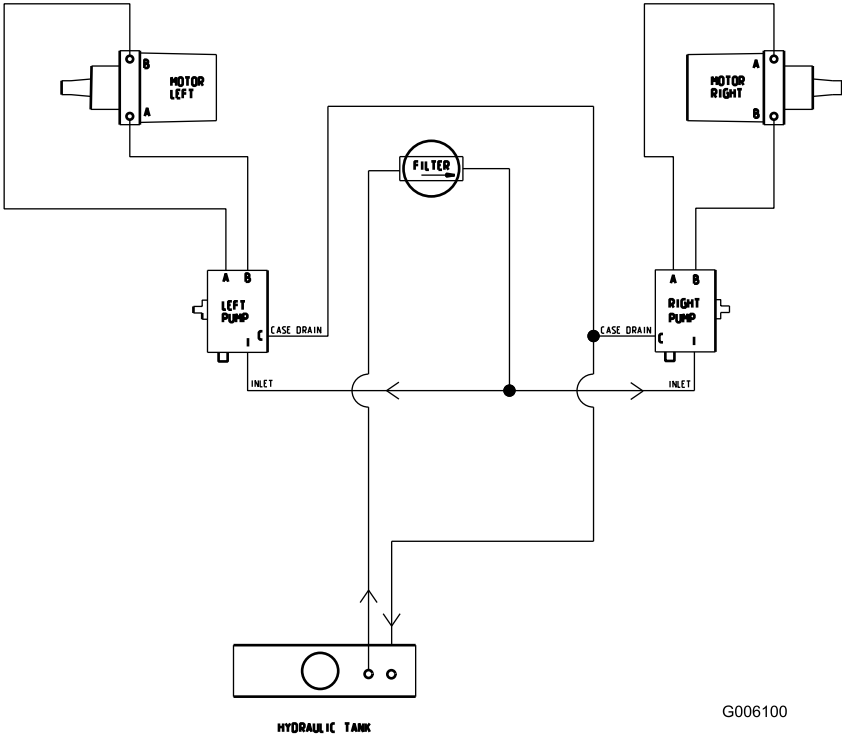 B
MOTOR
LEFT
A
A
MOTOR
RIGHT
B
FILTER
A B
LEFT
PUMP
C
I
CASE DRAIN
INLET
A B
RIGHT
PUMP
CASE DRAIN
C
I
INLET
HYDRAULIC TANK
G006100